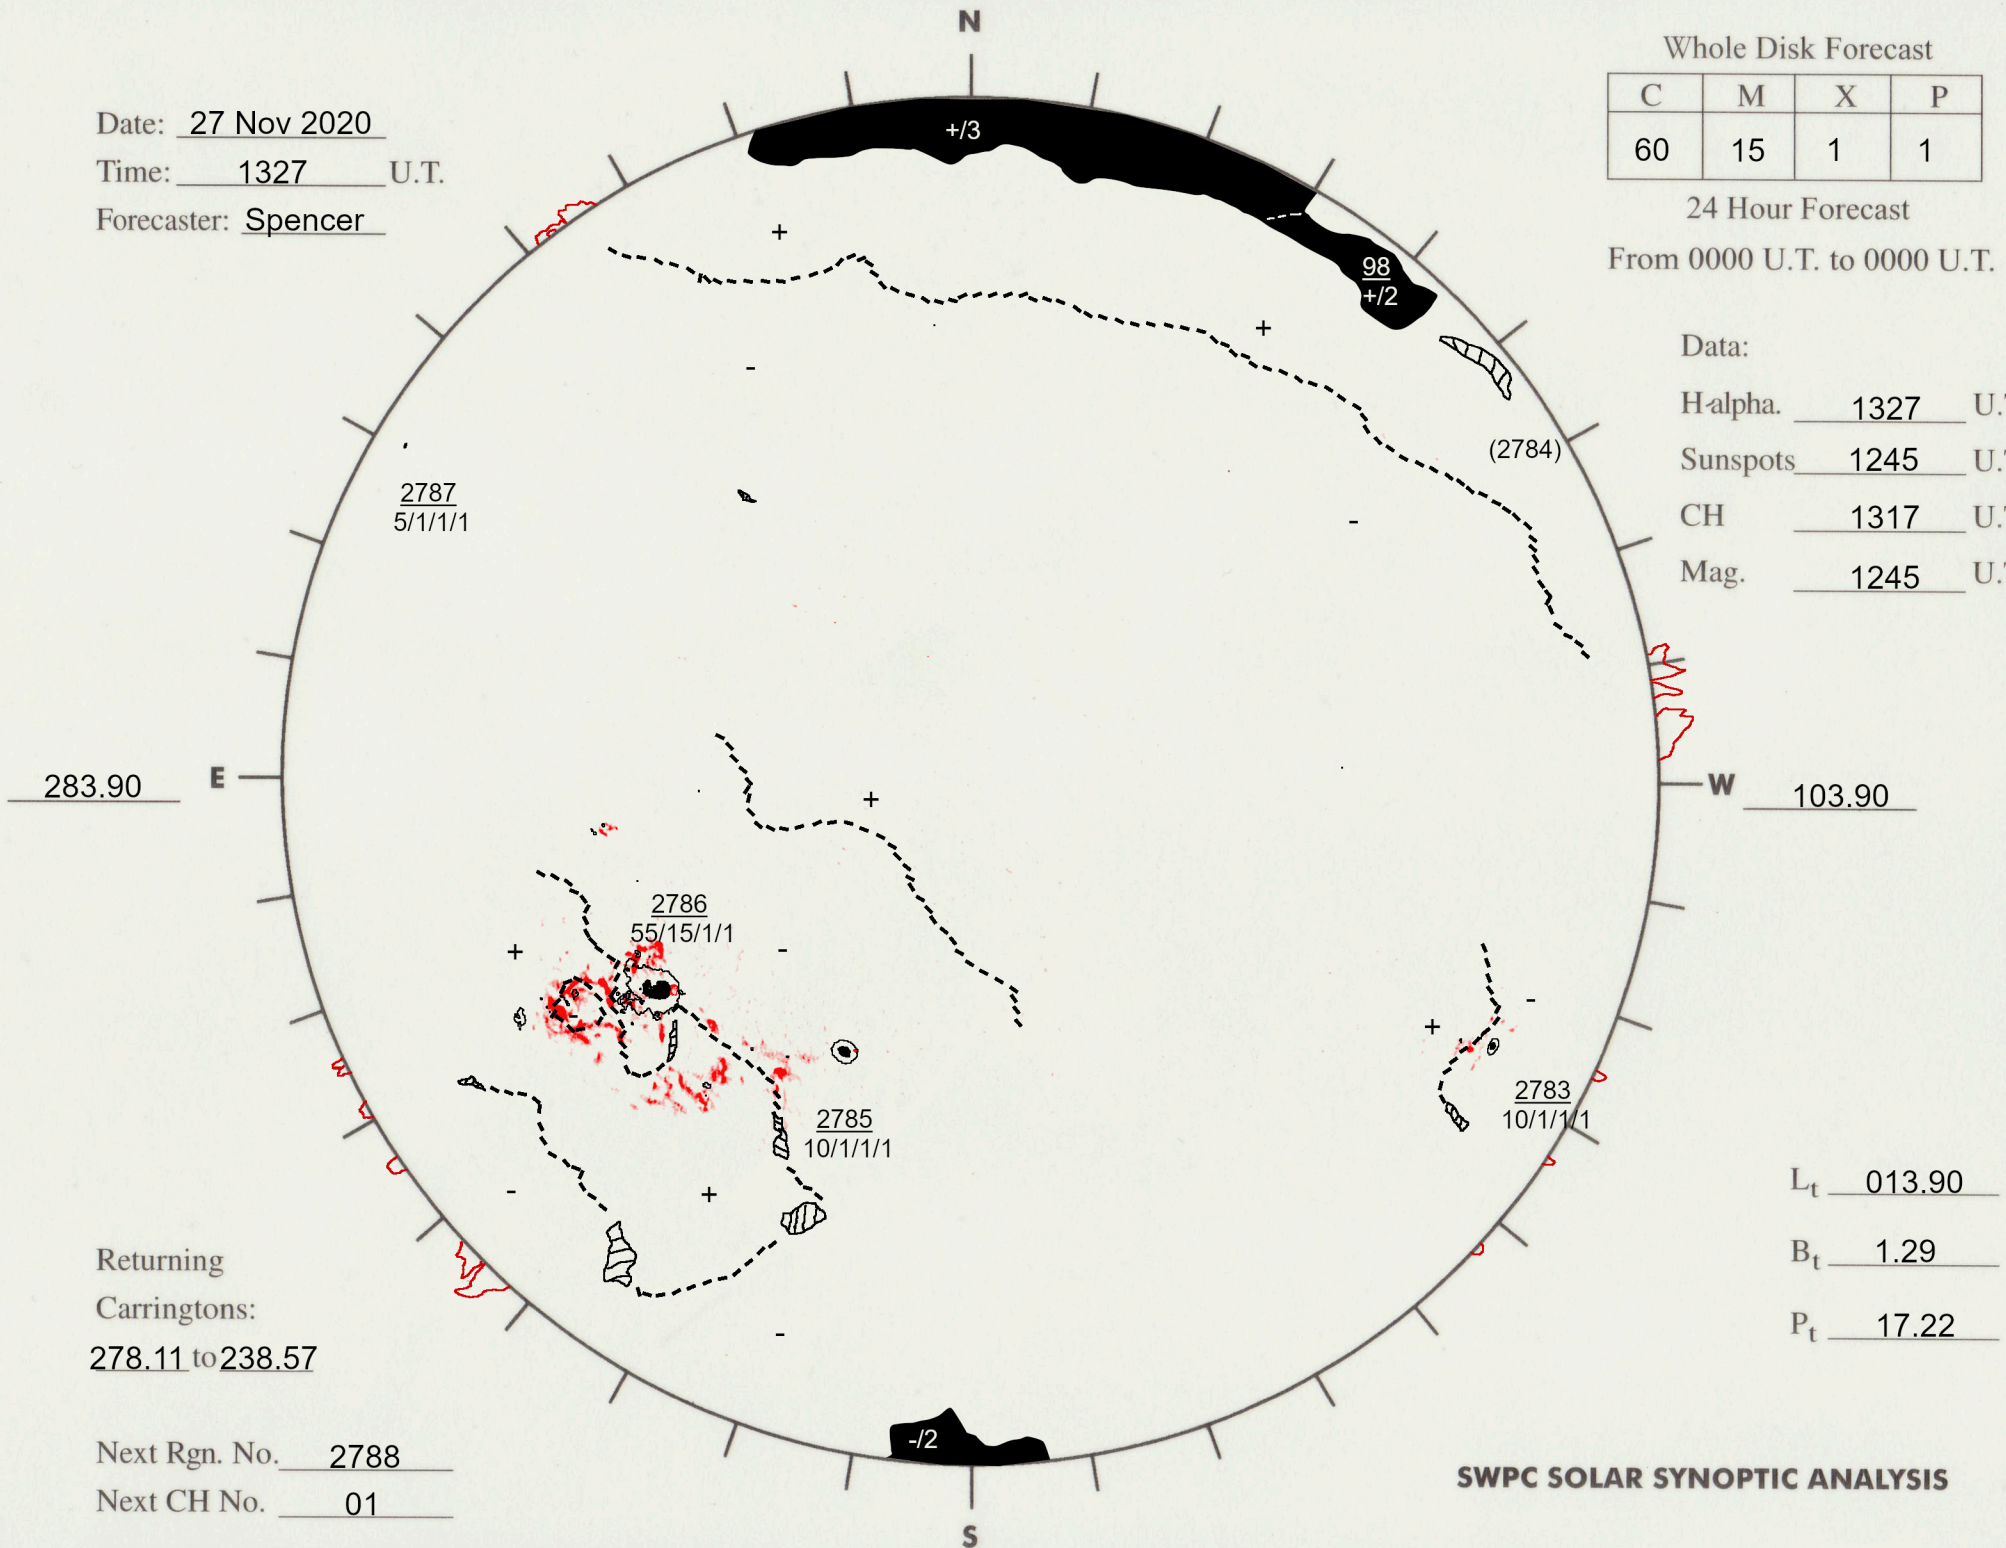 N
Whole Disk Forecast
C M X P
60 15 1 1
24 Hour Forecast
From 0000 U.T. to 0000 U.T.
Date: 27 Nov 2020
Time: 1327 U.T.
Forecaster: Spencer
+/3
+
98
+/2
+
-
Data:
H-alpha. 1327 U.T
Sunspots 1245 U.T
CH 1317 U.T
Mag. 1245 U.T
(2784)
2787
5/1/1/1
-
283.90 E
W 103.90
+
2786
55/15/1/1
+
-
-
+
-
2783
10/1/1/1
2785
10/1/1/1
-
+
-
Lt 013.90
Bt 1.29
Pt 17.22
Returning
Carringtons:
278.11 to 238.57
-/2
Next Rgn. No. 2788
Next CH No. 01
SWPC SOLAR SYNOPTIC ANALYSIS
S